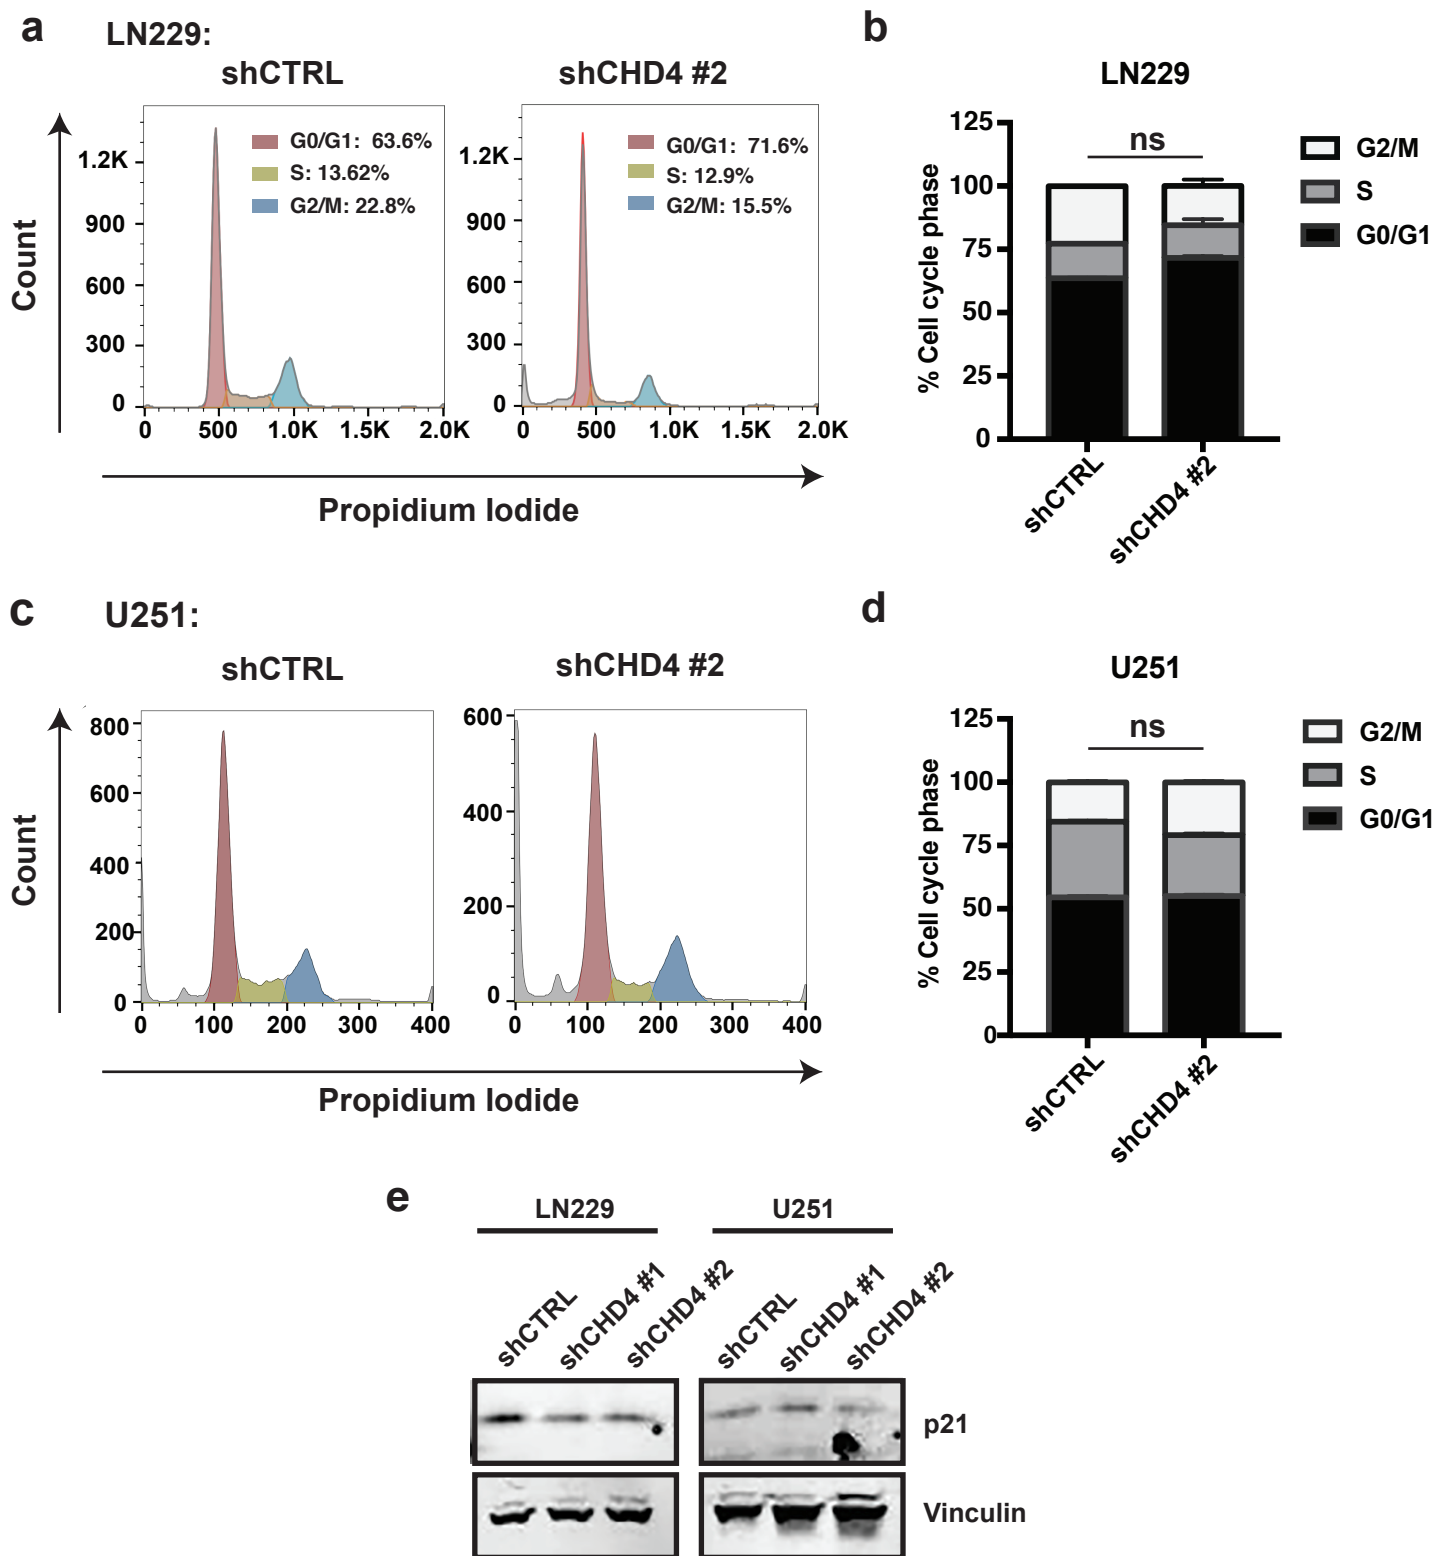 a
LN229:
shCTRL
shCHD4 #2
Count
1.2K
900
600
300
0
G0/G1: 63.6%
S: 13.62%
G2/M: 22.8%
0 500 1.0K 1.5K 2.0K
1.2K
900
600
300
0
G0/G1: 71.6%
S: 12.9%
G2/M: 15.5%
0 500 1.0K 1.5K 2.0K
Propidium Iodide
b
LN229
% Cell cycle phase
125
100
75
50
25
0
ns
G2/M
S
G0/G1
shCTRL
shCHD4 #2
c
U251:
shCTRL
shCHD4 #2
Count
800
600
400
200
0
0 100 200 300 400
600
400
200
0
0 100 200 300 400
Propidium Iodide
d
U251
% Cell cycle phase
125
100
75
50
25
0
ns
G2/M
S
G0/G1
shCTRL
shCHD4 #2
e
LN229
U251
shCTRL
shCHD4 #1
shCHD4 #2
shCTRL
shCHD4 #1
shCHD4 #2
p21
Vinculin